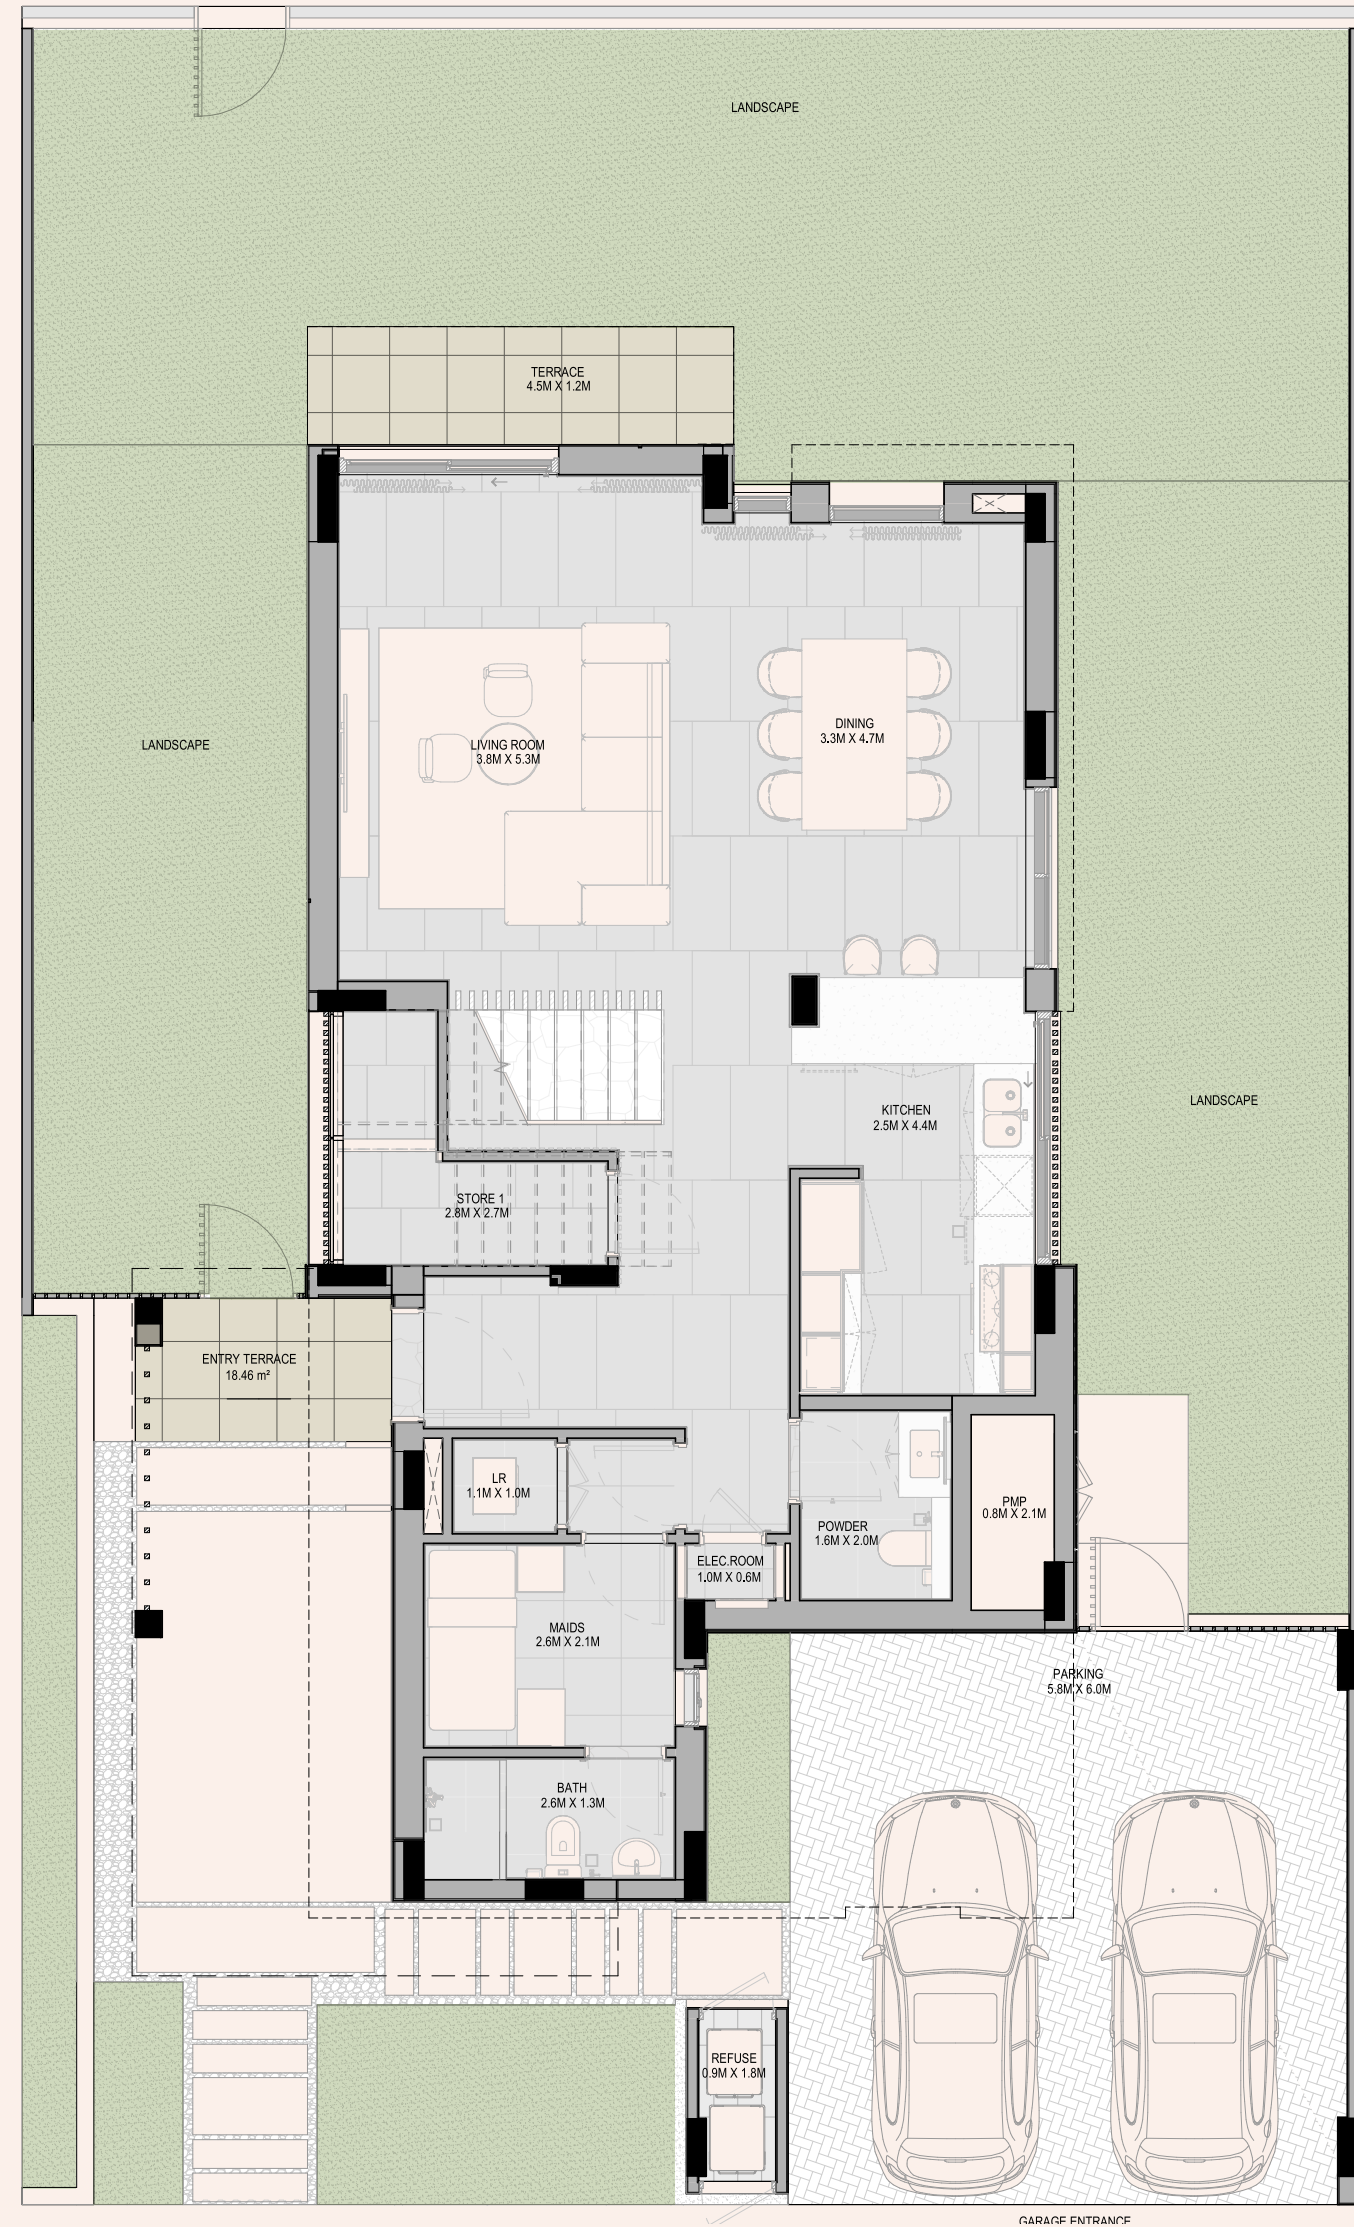 LANDSCAPE
TERRACE
4.5M X 1.2M
LANDSCAPE
LIVING ROOM
3.8M X 5.3M
DINING
3.3M X 4.7M
LANDSCAPE
KITCHEN
2.5M X 4.4M
STORE 1
2.8M X 2.7M
ENTRY TERRACE
18.46 m²
LR
1.1M X 1.0M
PMP
0.8M X 2.1M
POWDER
1.6M X 2.0M
ELEC.ROOM
1.0M X 0.6M
MAIDS
2.6M X 2.1M
PARKING
5.8M X 6.0M
BATH
2.6M X 1.3M
REFUSE
0.9M X 1.8M
GARAGE ENTRANCE